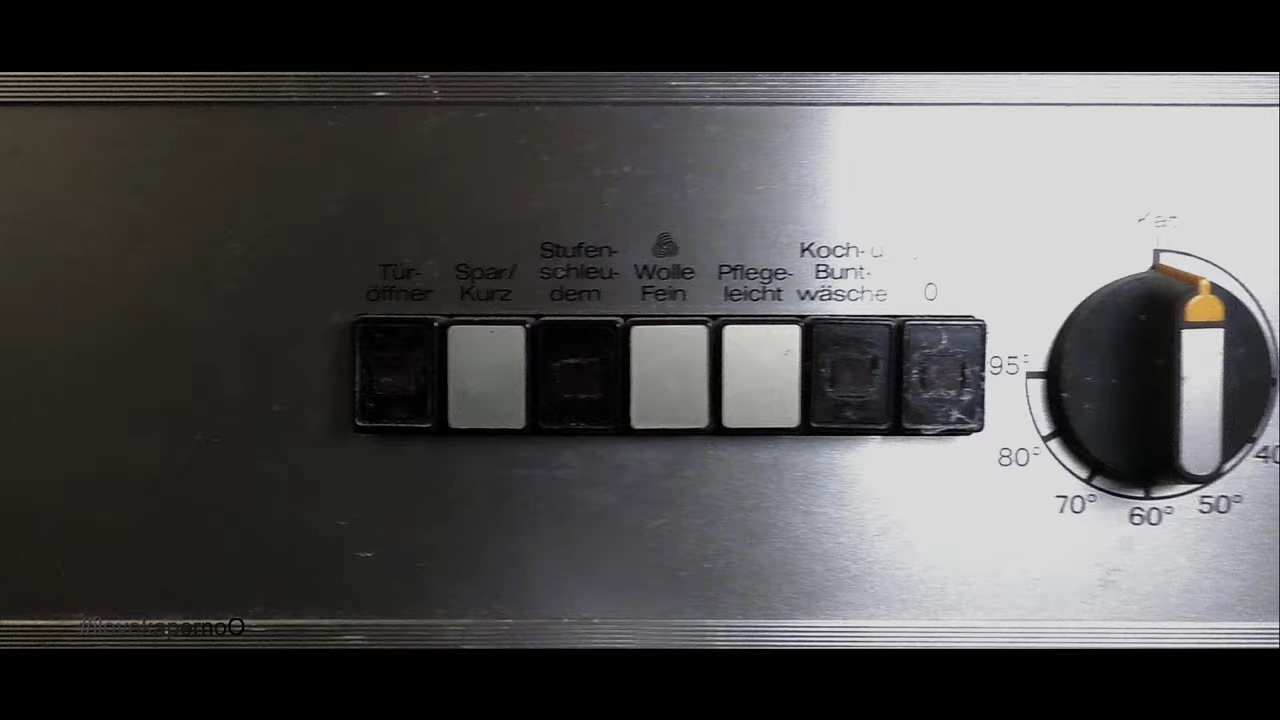 Tür-
öffner
Spar/
Kurz
Stufen-
schleu-
dern
Wolle
Fein
Pflege-
leicht
Koch-u
Bunt-
wäsche
0
95°
80°
70°
60°
50°
40